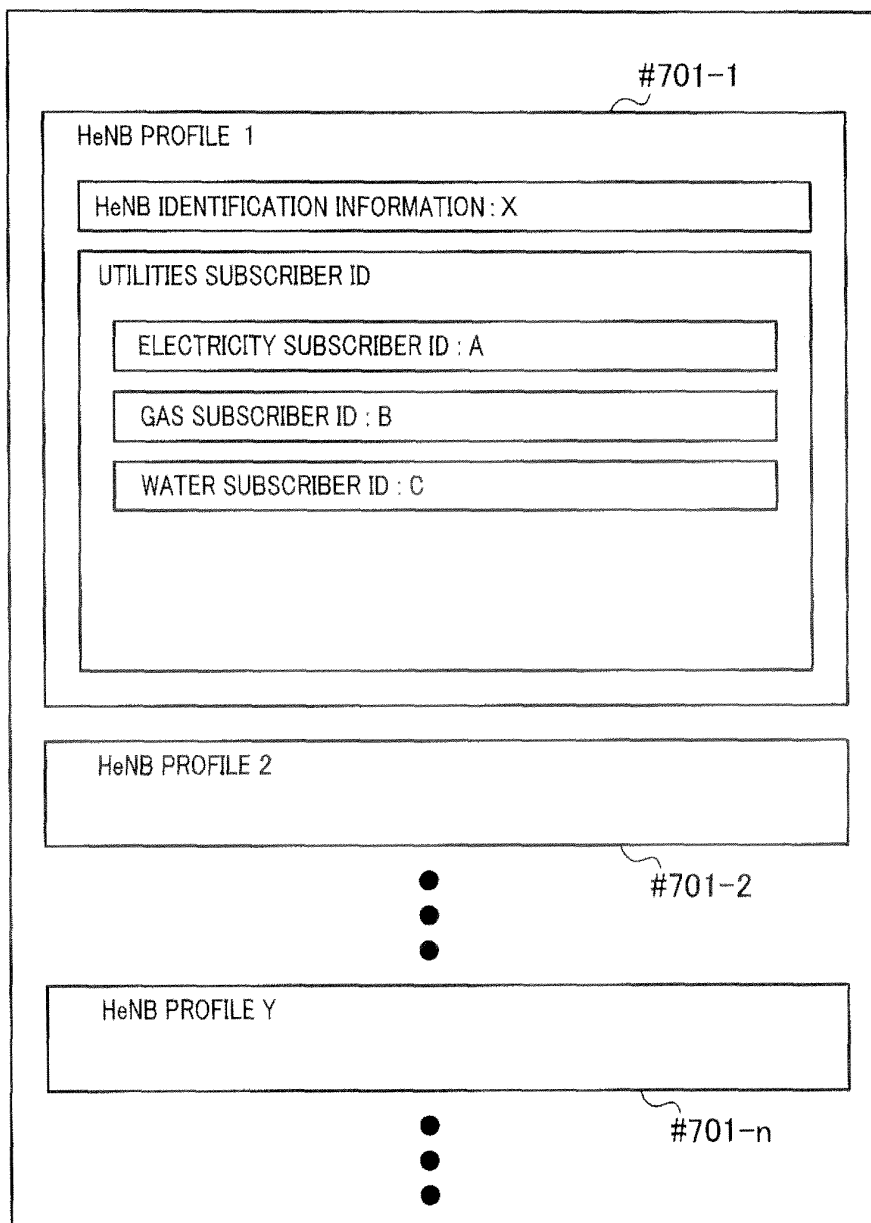 #701-1
HeNB PROFILE 1
HeNB IDENTIFICATION INFORMATION : X
UTILITIES SUBSCRIBER ID
ELECTRICITY SUBSCRIBER ID : A
GAS SUBSCRIBER ID : B
WATER SUBSCRIBER ID : C
HeNB PROFILE 2
#701-2
HeNB PROFILE Y
#701-n